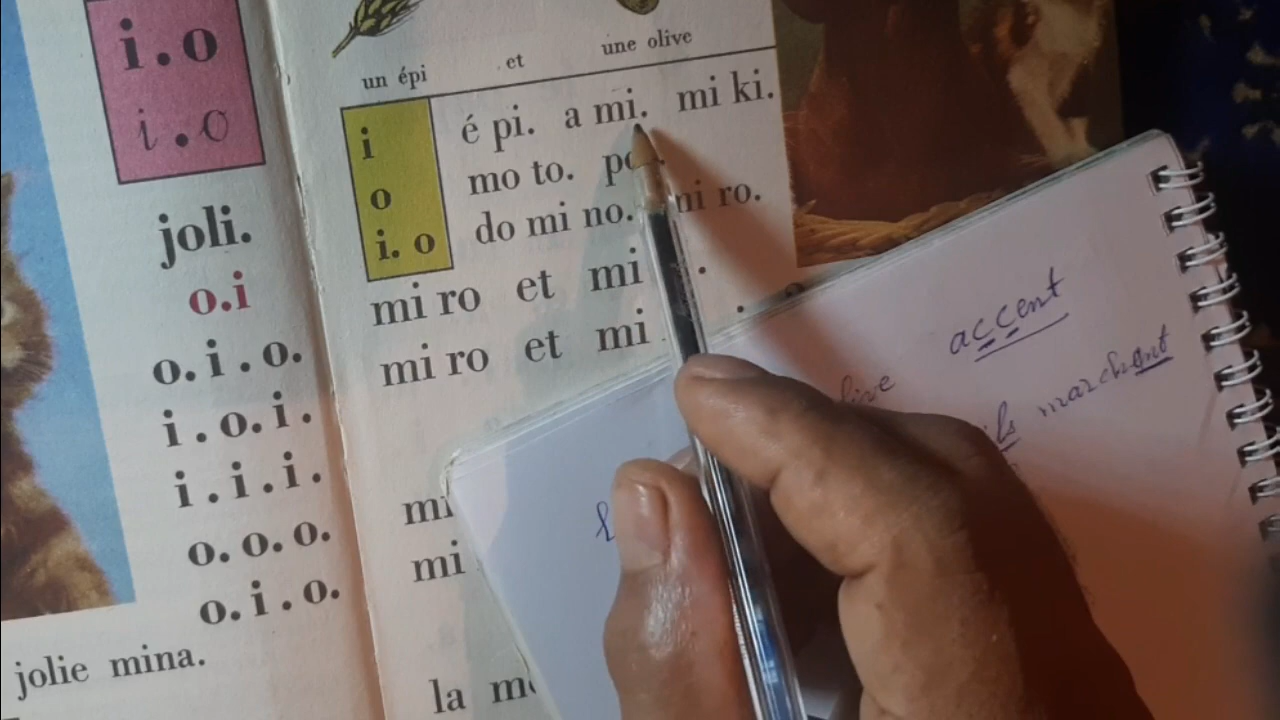 i.o
i.o
joli.
o.i
o.i.o.
i.o.i.
i.i.i.
o.o.o.
o.i.o.
jolie mina.
un épi et une olive
i
o
i.o
é pi. a mi. mi ki.
mo to.
do mi no. ro.
mi ro et mi
mi ro et mi
mi
mi
la
accent
marchent